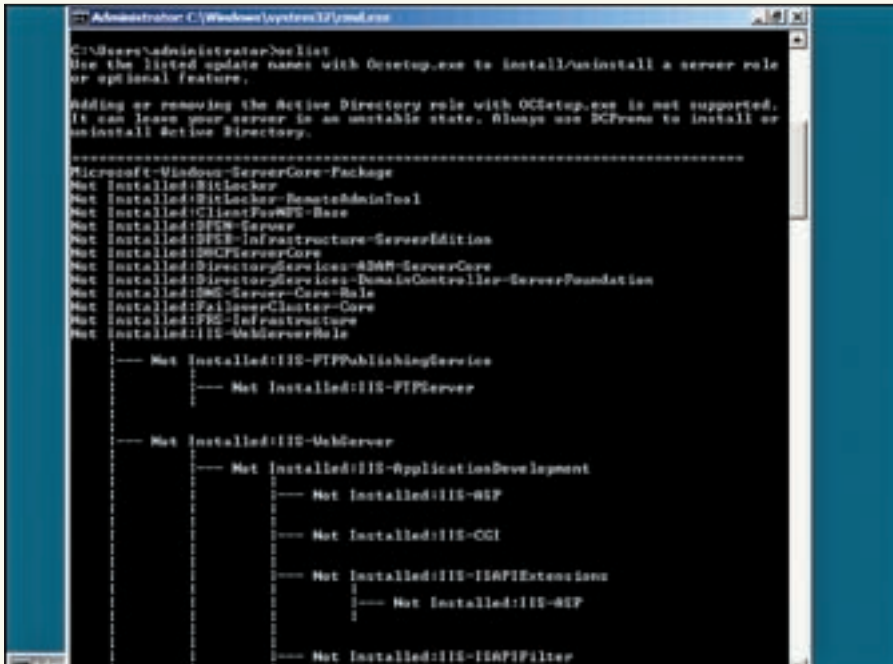 Administrator: C:\Windows\system32\cmd.exe
C:\Users\administrator>oclist
Use the listed update names with Ocsetup.exe to install/uninstall a server role
or optional feature.
Adding or removing the Active Directory role with OCSetup.exe is not supported.
It can leave your server in an unstable state. Always use DCPromo to install or
uninstall Active Directory.
===========================================================================
Microsoft-Windows-ServerCore-Package
Not Installed:BitLocker
Not Installed:BitLocker-RemoteAdminTool
Not Installed:ClientForNFS-Base
Not Installed:DFSN-Server
Not Installed:DFSR-Infrastructure-ServerEdition
Not Installed:DHCPServerCore
Not Installed:DirectoryServices-ADAM-ServerCore
Not Installed:DirectoryServices-DomainController-ServerFoundation
Not Installed:DNS-Server-Core-Role
Not Installed:FailoverCluster-Core
Not Installed:FRS-Infrastructure
Not Installed:IIS-WebServerRole
|--- Not Installed:IIS-FTPPublishingService
|--- Not Installed:IIS-FTPServer
|--- Not Installed:IIS-WebServer
|--- Not Installed:IIS-ApplicationDevelopment
|--- Not Installed:IIS-ASP
|--- Not Installed:IIS-CGI
|--- Not Installed:IIS-ISAPIExtensions
|--- Not Installed:IIS-ASP
|--- Not Installed:IIS-ISAPIFilter